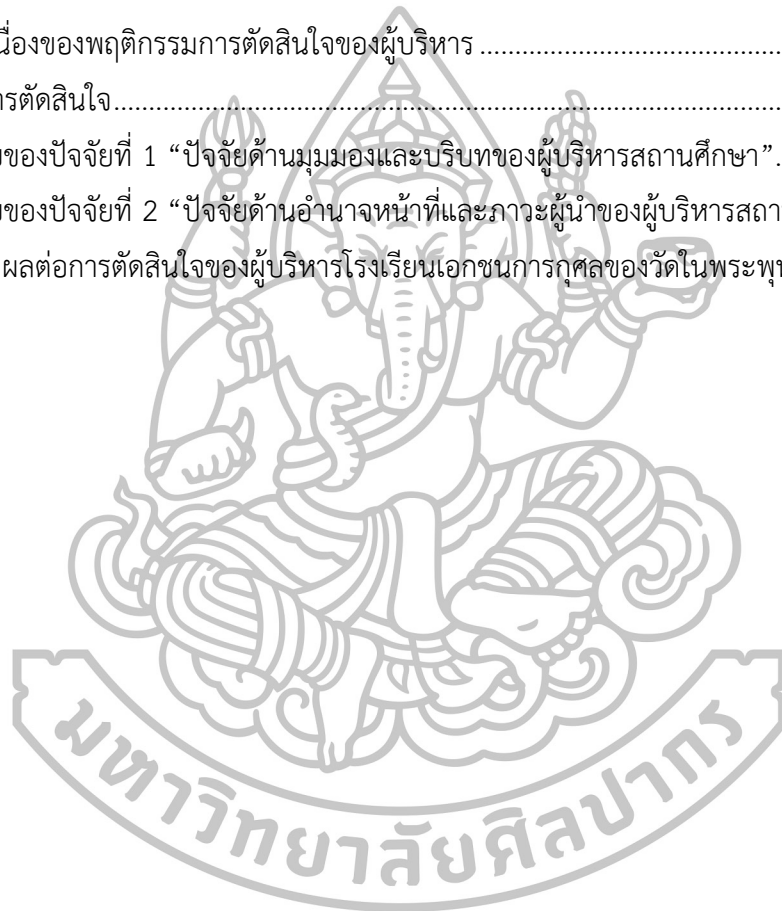 นื่องของพฤติกรรมการตัดสินใจของผู้บริหาร ........................................
ารตัดสินใจ....................................................................................................
ของปัจจัยที่ 1 “ปัจจัยด้านมุมมองและบริบทของผู้บริหารสถานศึกษา”.
ของปัจจัยที่ 2 “ปัจจัยด้านอำนาจหน้าที่และภาวะผู้นำของผู้บริหารสถา
ผลต่อการตัดสินใจของผู้บริหารโรงเรียนเอกชนการกุศลของวัดในพระพุ
มหาวิทยาลัยศิลปากร